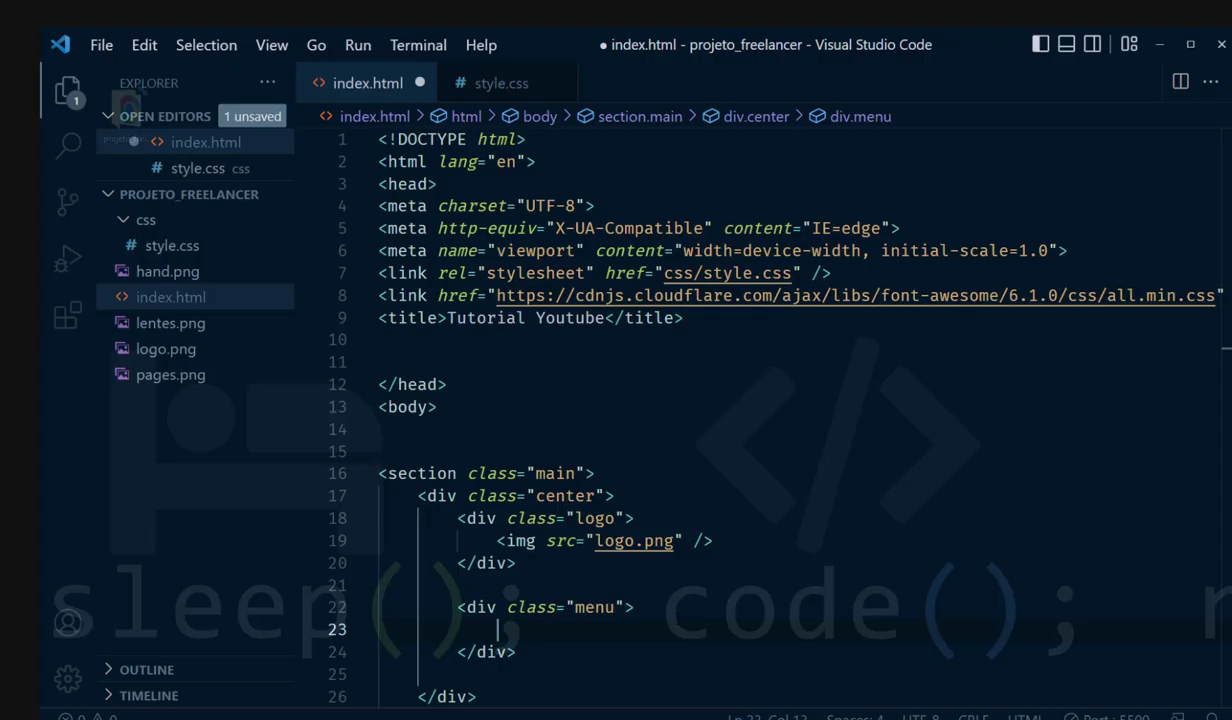 File Edit Selection View Go Run Terminal Help
● index.html - projeto_freelancer - Visual Studio Code
EXPLORER
index.html
style.css
1
OPEN EDITORS
1 unsaved
index.html
style.css css
PROJETO_FREELANCER
css
style.css
hand.png
index.html
lentes.png
logo.png
pages.png
OUTLINE
TIMELINE
index.html > html > body > section.main > div.center > div.menu
1 <!DOCTYPE html>
2 <html lang="en">
3 <head>
4 <meta charset="UTF-8">
5 <meta http-equiv="X-UA-Compatible" content="IE=edge">
6 <meta name="viewport" content="width=device-width, initial-scale=1.0">
7 <link rel="stylesheet" href="css/style.css" />
8 <link href="https://cdnjs.cloudflare.com/ajax/libs/font-awesome/6.1.0/css/all.min.css"
9 <title>Tutorial Youtube</title>
10
11
12 </head>
13 <body>
14
15
16 <section class="main">
17 <div class="center">
18 <div class="logo">
19 <img src="logo.png" />
20 </div>
21
22 <div class="menu">
23
24 </div>
25
26 </div>
sleep(); code();